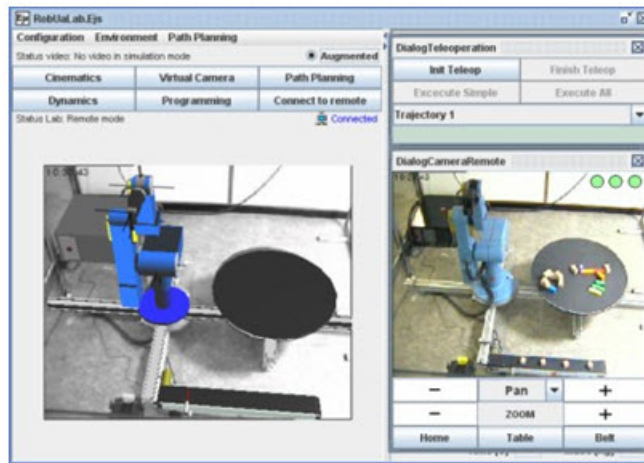 RobUaLab.Ejs
Configuration Environment Path Planning
Status video: No video in simulation mode
Augmented
Cinematics Virtual Camera Path Planning
Dynamics Programming Connect to remote
Status Lab: Remote mode
Connected
DialogTeleoperation
Init Teleop Finish Teleop
Excecute Simple Execute All
Trajectory 1
DialogCameraRemote
− Pan +
− ZOOM +
Home Table Belt